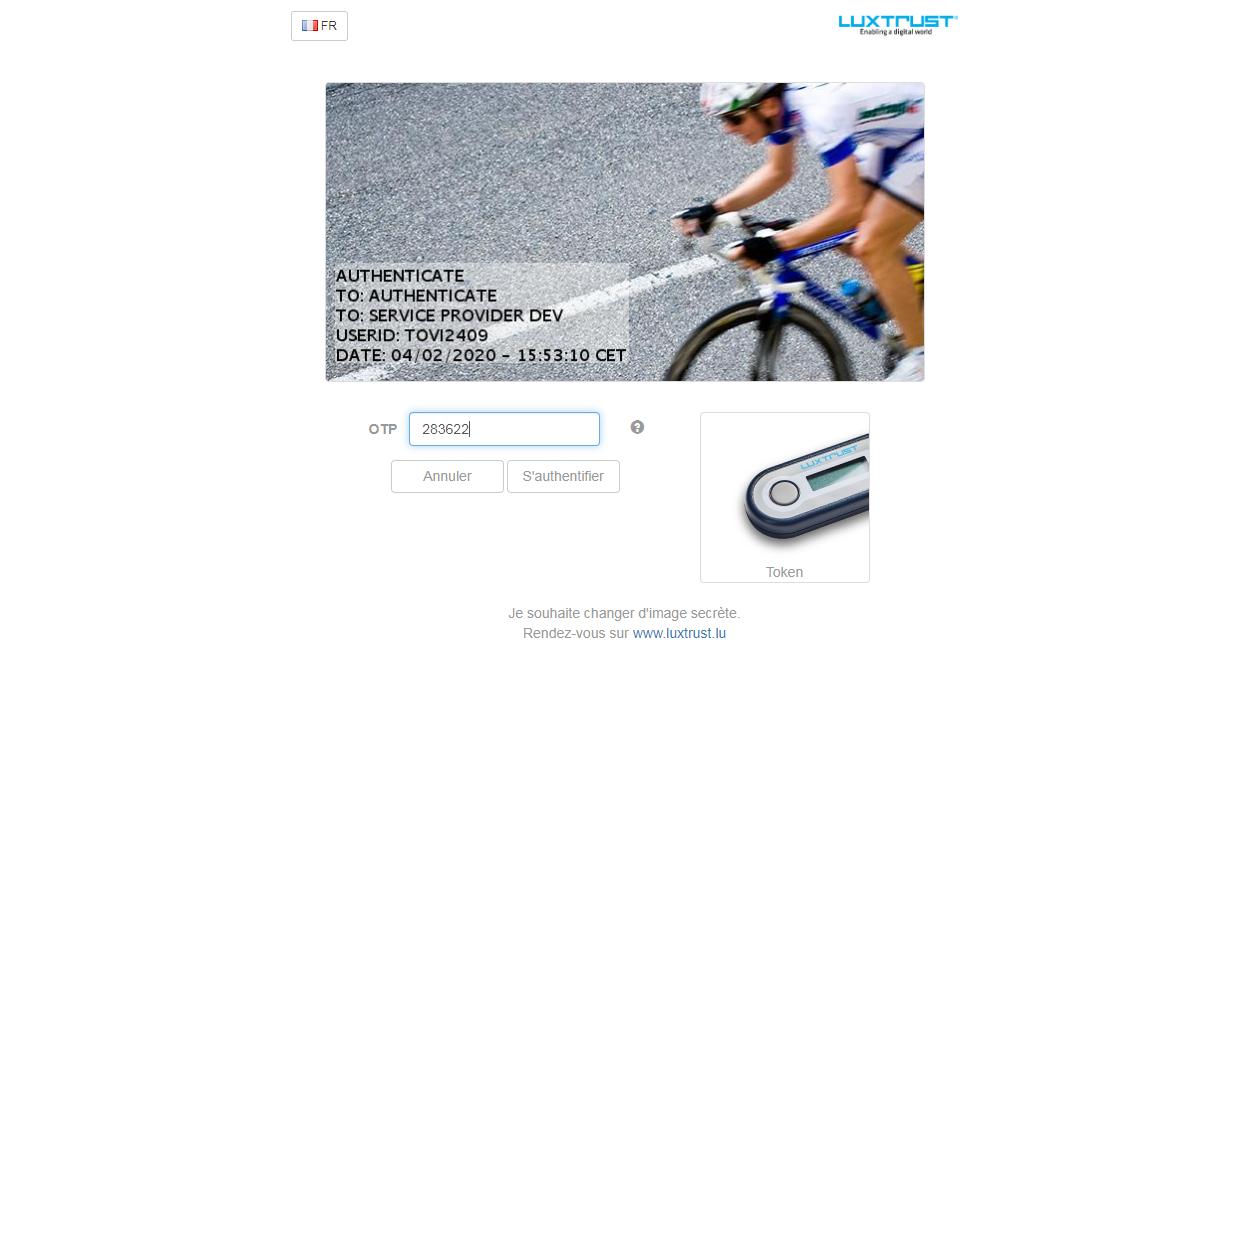 FR
LUXTRUST
Enabling a digital world
AUTHENTICATE
TO: AUTHENTICATE
TO: SERVICE PROVIDER DEV
USERID: TOVI2409
DATE: 04/02/2020 - 15:53:10 CET
OTP 283622
Annuler S'authentifier
LUXTRUST
Token
Je souhaite changer d'image secrète.
Rendez-vous sur www.luxtrust.lu